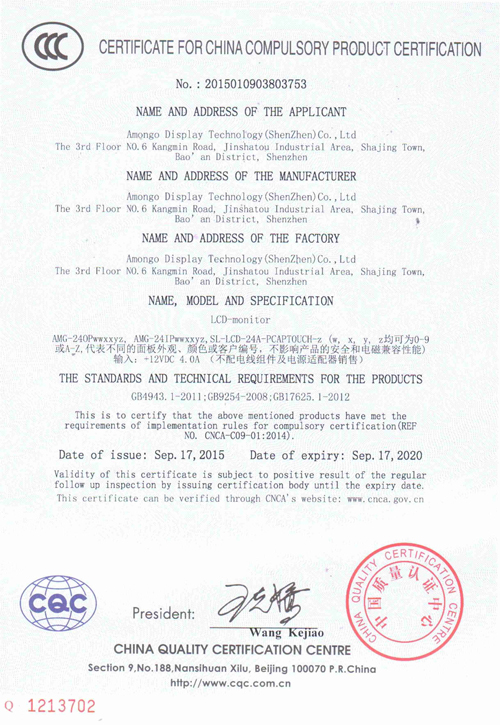 CERTIFICATE FOR CHINA COMPULSORY PRODUCT CERTIFICATION
No.: 2015010903803753
NAME AND ADDRESS OF THE APPLICANT
Amongo Display Technology(ShenZhen)Co.,Ltd
The 3rd Floor NO.6 Kangmin Road, Jinshatou Industrial Area, Shajing Town,
Bao' an District, Shenzhen
NAME AND ADDRESS OF THE MANUFACTURER
Amongo Display Technology(ShenZhen)Co.,Ltd
The 3rd Floor NO.6 Kangmin Road, Jinshatou Industrial Area, Shajing Town,
Bao' an District, Shenzhen
NAME AND ADDRESS OF THE FACTORY
Amongo Display Technology(ShenZhen)Co.,Ltd
The 3rd Floor NO.6 Kangmin Road, Jinshatou Industrial Area, Shajing Town,
Bao' an District, Shenzhen
NAME, MODEL AND SPECIFICATION
LCD-monitor
AMG-240Pwwxxyz, AMG-24IPwwxxyz,SL-LCD-24A-PCAPTOUCH-z (w, x, y, z均可为0-9
或A-Z,代表不同的面板外观、颜色或客户编号,不影响产品的安全和电磁兼容性能)
输入：+12VDC 4.0A （不配电线组件及电源适配器销售）
THE STANDARDS AND TECHNICAL REQUIREMENTS FOR THE PRODUCTS
GB4943.1-2011;GB9254-2008;GB17625.1-2012
This is to certify that the above mentioned products have met the
requirements of implementation rules for compulsory certification(REF
NO. CNCA-C09-01:2014).
Date of issue: Sep.17,2015 Date of expiry: Sep.17,2020
Validity of this certificate is subject to positive result of the regular
follow up inspection by issuing certification body until the expiry date.
This certificate can be verified through CNCA's website: www.cnca.gov.cn
CQC
President:
Wang Kejiao
CHINA QUALITY CERTIFICATION CENTRE
中国质量认证中心
CHINA QUALITY CERTIFICATION CENTRE
Section 9,No.188,Nansihuan Xilu, Beijing 100070 P.R.China
http://www.cqc.com.cn
Q 1213702